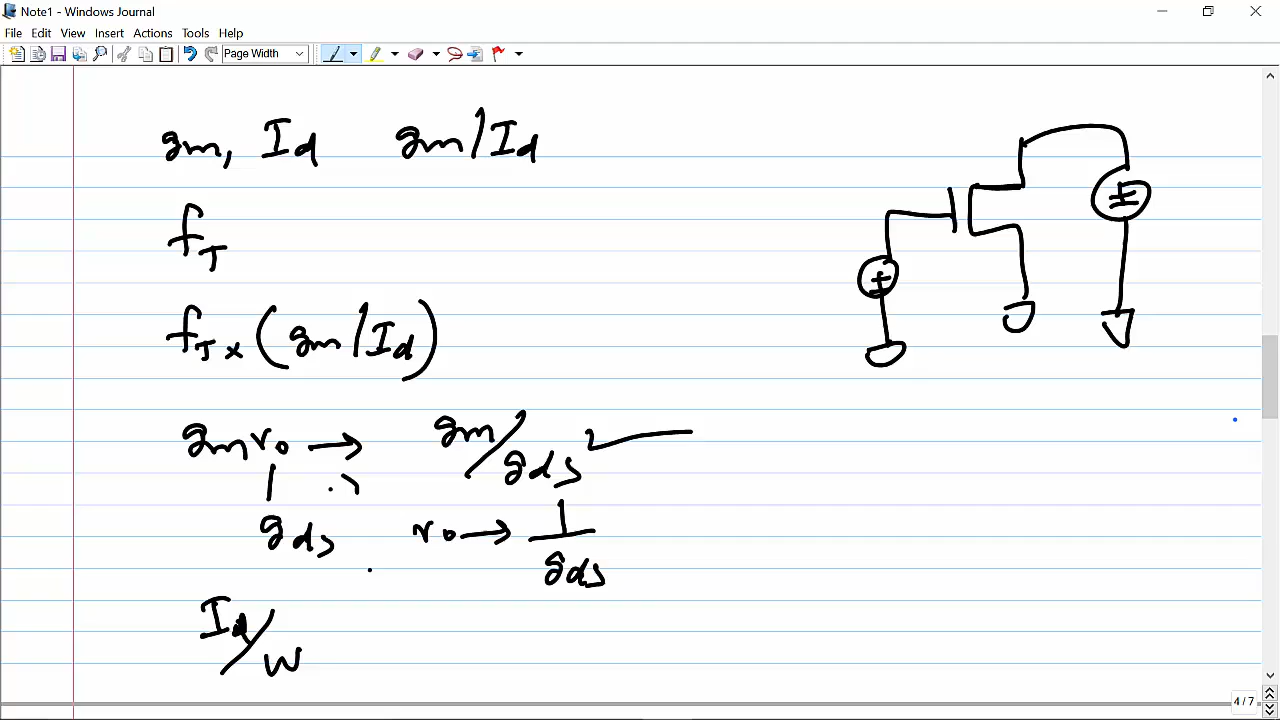 Note1 - Windows Journal
File Edit View Insert Actions Tools Help
Page Width
gm, Id gm/Id
fT
fT x (gm/Id)
gmro → gm/gds
gds ro → 1/gds
Id/W
4 / 7